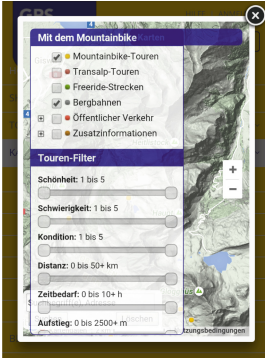 GPS
4
Mit dem Mountainbike
Karten
Mountainbike-Touren
Transalp-Touren
Freeride-Strecken
Bergbahnen
Öffentlicher Verkehr
Zusatzinformationen
Touren-Filter
Schönheit: 1 bis 5
+
Schwierigkeit: 1 bis 5
−
Kondition: 1 bis 5
Distanz: 0 bis 50+ km
Zeitbedarf: 0 bis 10+ h
Aufstieg: 0 bis 2500+ m
tzungsbedingungen